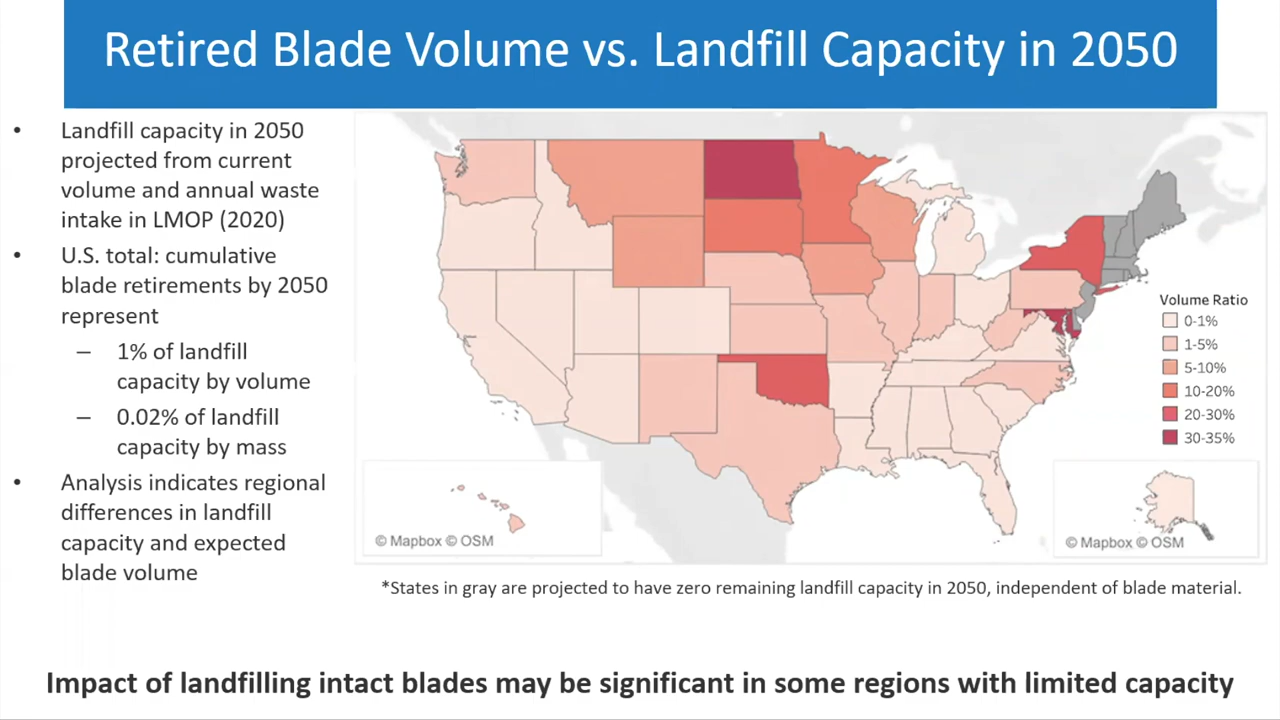 Retired Blade Volume vs. Landfill Capacity in 2050
• Landfill capacity in 2050
projected from current
volume and annual waste
intake in LMOP (2020)
• U.S. total: cumulative
blade retirements by 2050
represent
– 1% of landfill
capacity by volume
– 0.02% of landfill
capacity by mass
• Analysis indicates regional
differences in landfill
capacity and expected
blade volume
Volume Ratio
0-1%
1-5%
5-10%
10-20%
20-30%
30-35%
© Mapbox © OSM
© Mapbox © OSM
*States in gray are projected to have zero remaining landfill capacity in 2050, independent of blade material.
Impact of landfilling intact blades may be significant in some regions with limited capacity